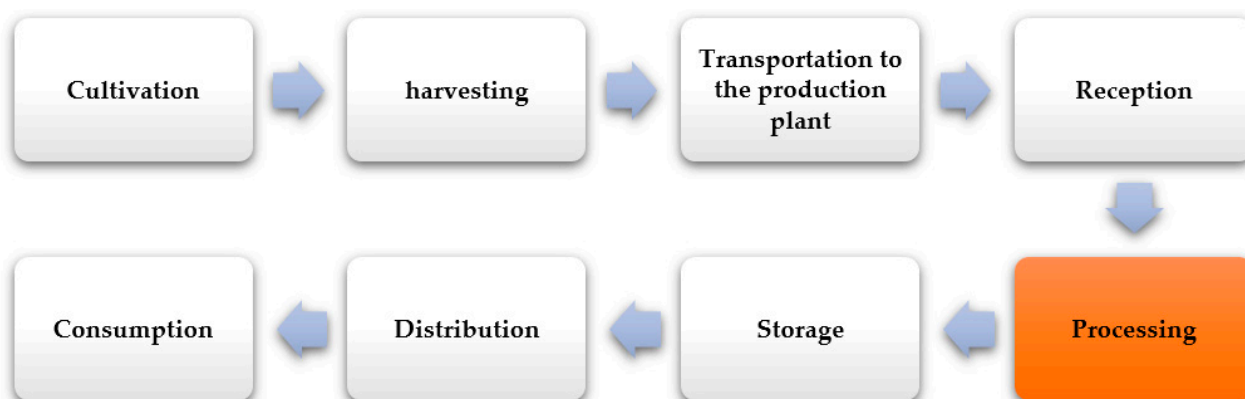 Cultivation
harvesting
Transportation to
the production
plant
Reception
Processing
Storage
Distribution
Consumption